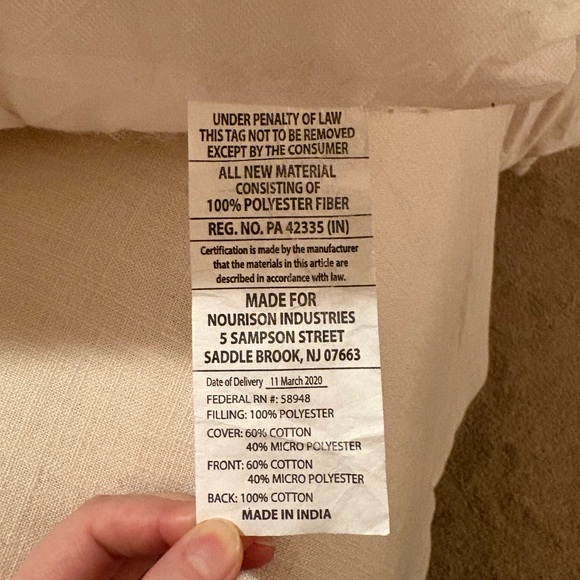 UNDER PENALTY OF LAW
THIS TAG NOT TO BE REMOVED
EXCEPT BY THE CONSUMER
ALL NEW MATERIAL
CONSISTING OF
100% POLYESTER FIBER
REG. NO. PA 42335 (IN)
Certification is made by the manufacturer
that the materials in this article are
described in accordance with law.
MADE FOR
NOURISON INDUSTRIES
5 SAMPSON STREET
SADDLE BROOK, NJ 07663
Date of Delivery 11 March 2020
FEDERAL RN #: 58948
FILLING: 100% POLYESTER
COVER: 60% COTTON
40% MICRO POLYESTER
FRONT: 60% COTTON
40% MICRO POLYESTER
BACK: 100% COTTON
MADE IN INDIA